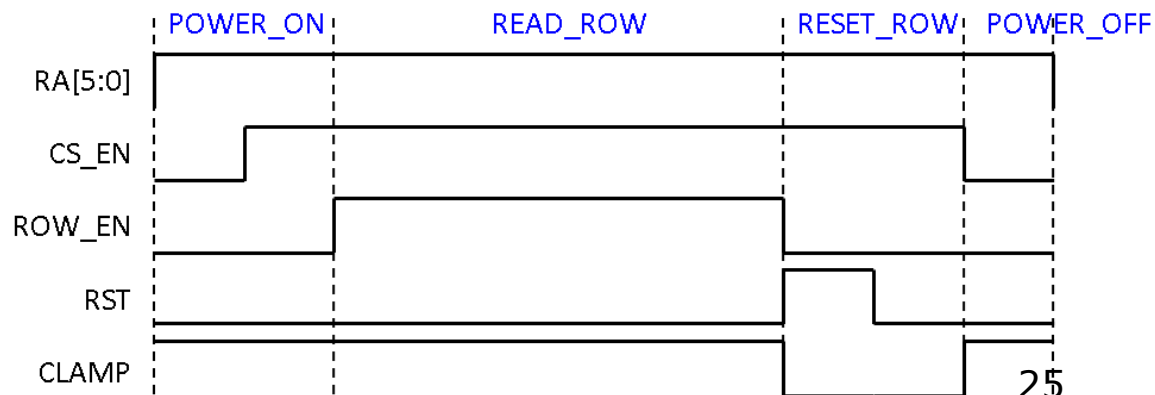 POWER_ON READ_ROW RESET_ROW POWER_OFF
RA[5:0]
CS_EN
ROW_EN
RST
CLAMP
25